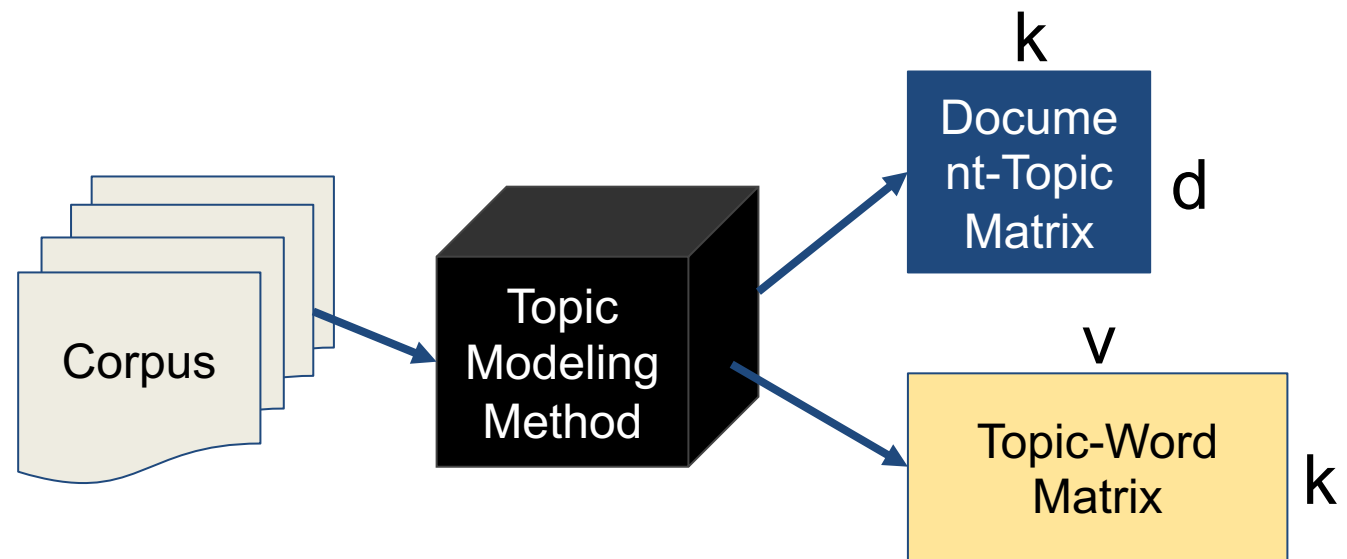 Corpus
Topic
Modeling
Method
k
Docume
nt-Topic
Matrix
d
v
Topic-Word
Matrix
k